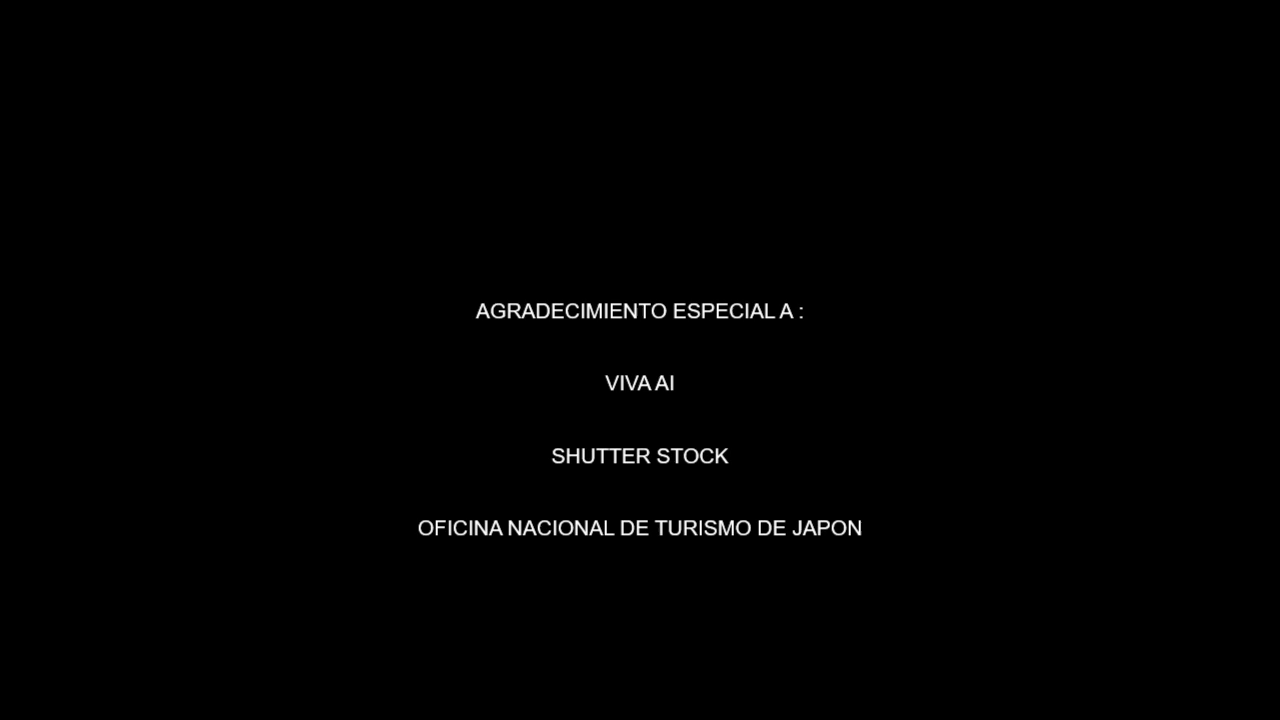 AGRADECIMIENTO ESPECIAL A :
VIVA AI
SHUTTER STOCK
OFICINA NACIONAL DE TURISMO DE JAPON